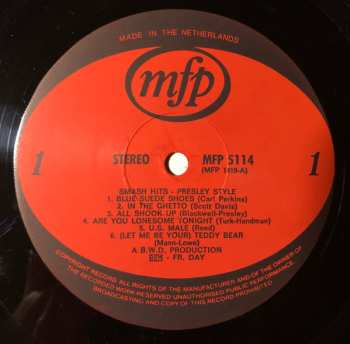 MADE IN THE NETHERLANDS
mfp
1
STEREO
MFP 5114
1
(MFP 1419-A)
SMASH HITS - PRESLEY STYLE
1. BLUE SUEDE SHOES (Carl Perkins)
2. IN THE GHETTO (Scott Davis)
3. ALL SHOOK UP (Blackwell-Presley)
4. ARE YOU LONESOME TONIGHT (Turk-Handman)
5. U.S. MALE (Reed)
6. (LET ME BE YOUR) TEDDY BEAR
(Mann-Lowe)
A B.W.D. PRODUCTION
- FR. DAY
COPYRIGHT RECORD. ALL RIGHTS OF THE MANUFACTURER AND/OF THE OWNER OF
THE RECORDED WORK RESERVED UNAUTHORISED PUBLIC PERFORMANCE.
BROADCASTING AND COPY OF THIS RECORD PROHIBITED